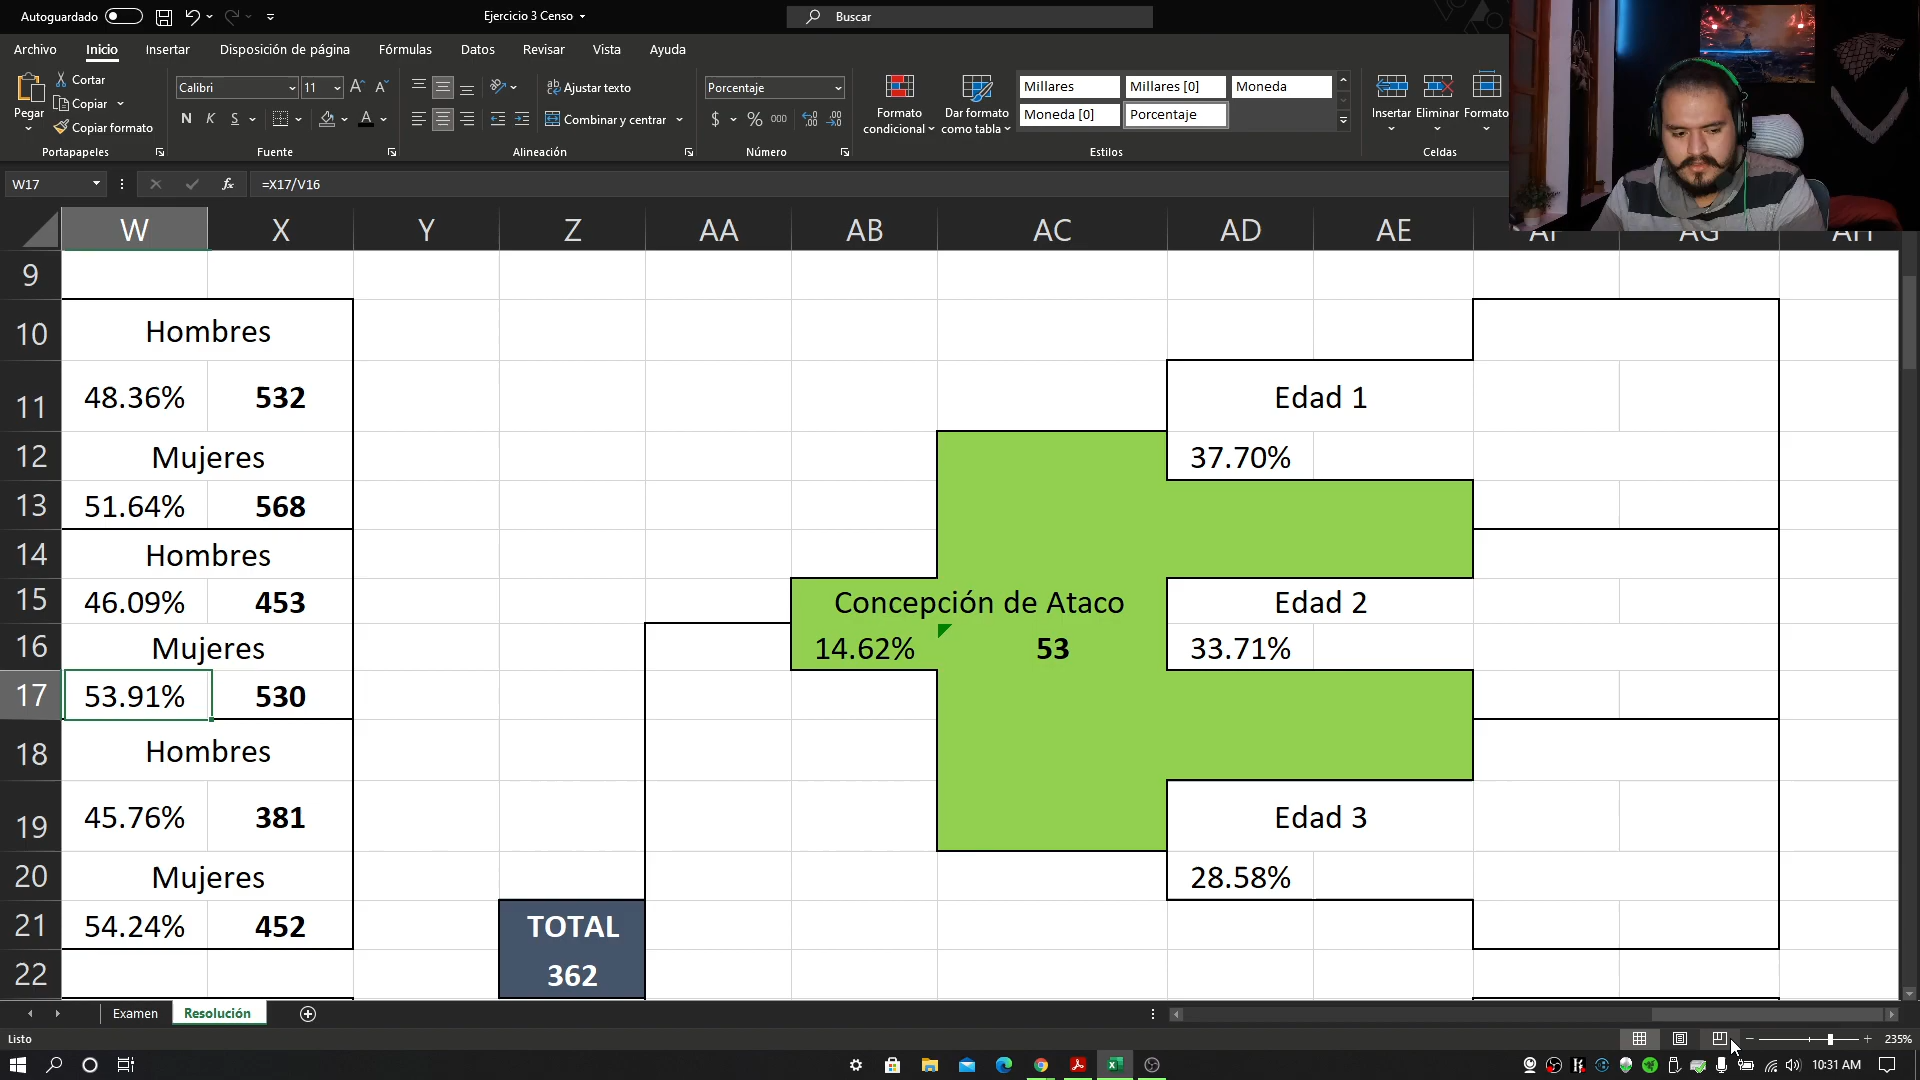 Autoguardado
Ejercicio 3 Censo
Buscar
Archivo Inicio Insertar Disposición de página Fórmulas Datos Revisar Vista Ayuda
Pegar
Cortar
Copiar
Copiar formato
Portapapeles
Calibri 11
N K S
Fuente
Ajustar texto
Combinar y centrar
Alineación
Porcentaje
$ % 000
Número
Formato condicional
Dar formato como tabla
Millares Millares [0] Moneda
Moneda [0] Porcentaje
Estilos
Insertar Eliminar Formato
Celdas
W17 fx =X17/V16
W X Y Z AA AB AC AD AE AF AG AH
9
10 Hombres
11 48.36% 532 Edad 1
12 Mujeres 37.70%
13 51.64% 568
14 Hombres
15 46.09% 453 Concepción de Ataco Edad 2
16 Mujeres 14.62% 53 33.71%
17 53.91% 530
18 Hombres
19 45.76% 381 Edad 3
20 Mujeres 28.58%
21 54.24% 452 TOTAL
22 362
Examen Resolución
Listo 235%
10:31 AM